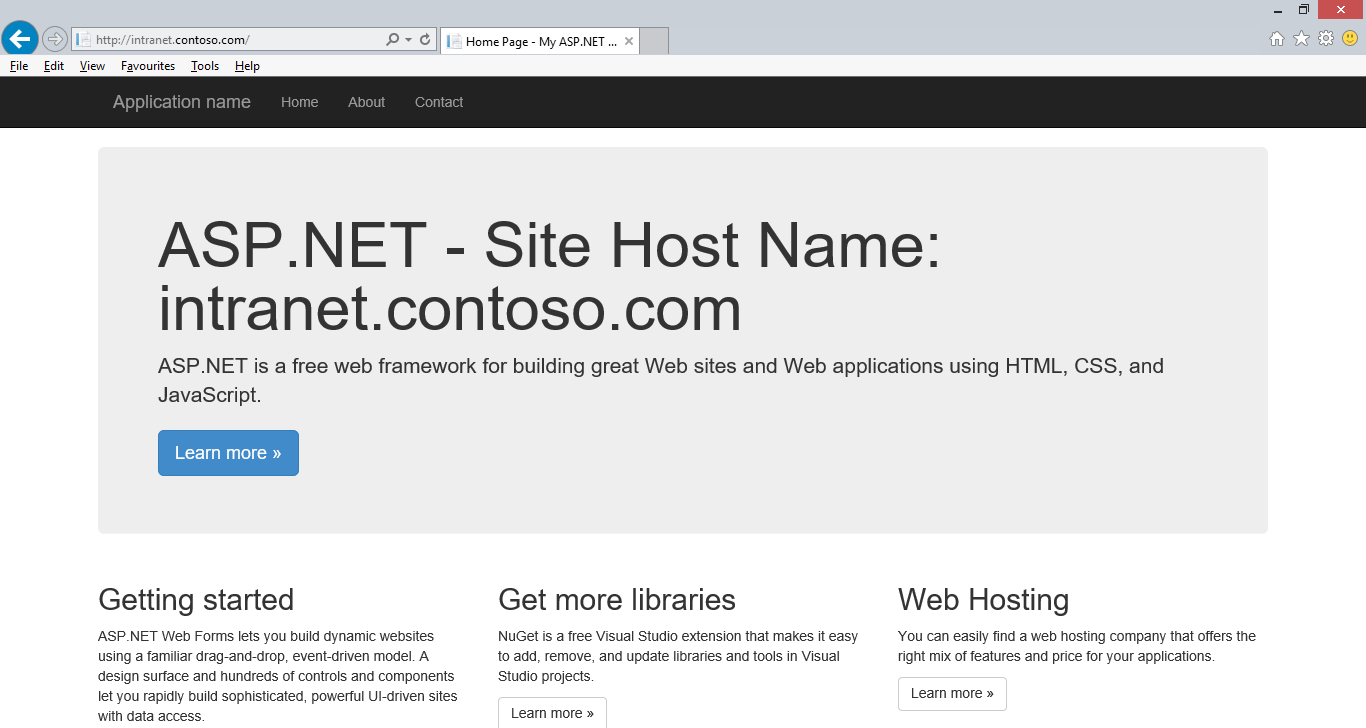 http://intranet.contoso.com/
Home Page - My ASP.NET ...
File Edit View Favourites Tools Help
Application name Home About Contact
ASP.NET - Site Host Name:
intranet.contoso.com
ASP.NET is a free web framework for building great Web sites and Web applications using HTML, CSS, and
JavaScript.
Learn more »
Getting started
ASP.NET Web Forms lets you build dynamic websites
using a familiar drag-and-drop, event-driven model. A
design surface and hundreds of controls and components
let you rapidly build sophisticated, powerful UI-driven sites
with data access.
Get more libraries
NuGet is a free Visual Studio extension that makes it easy
to add, remove, and update libraries and tools in Visual
Studio projects.
Learn more »
Web Hosting
You can easily find a web hosting company that offers the
right mix of features and price for your applications.
Learn more »